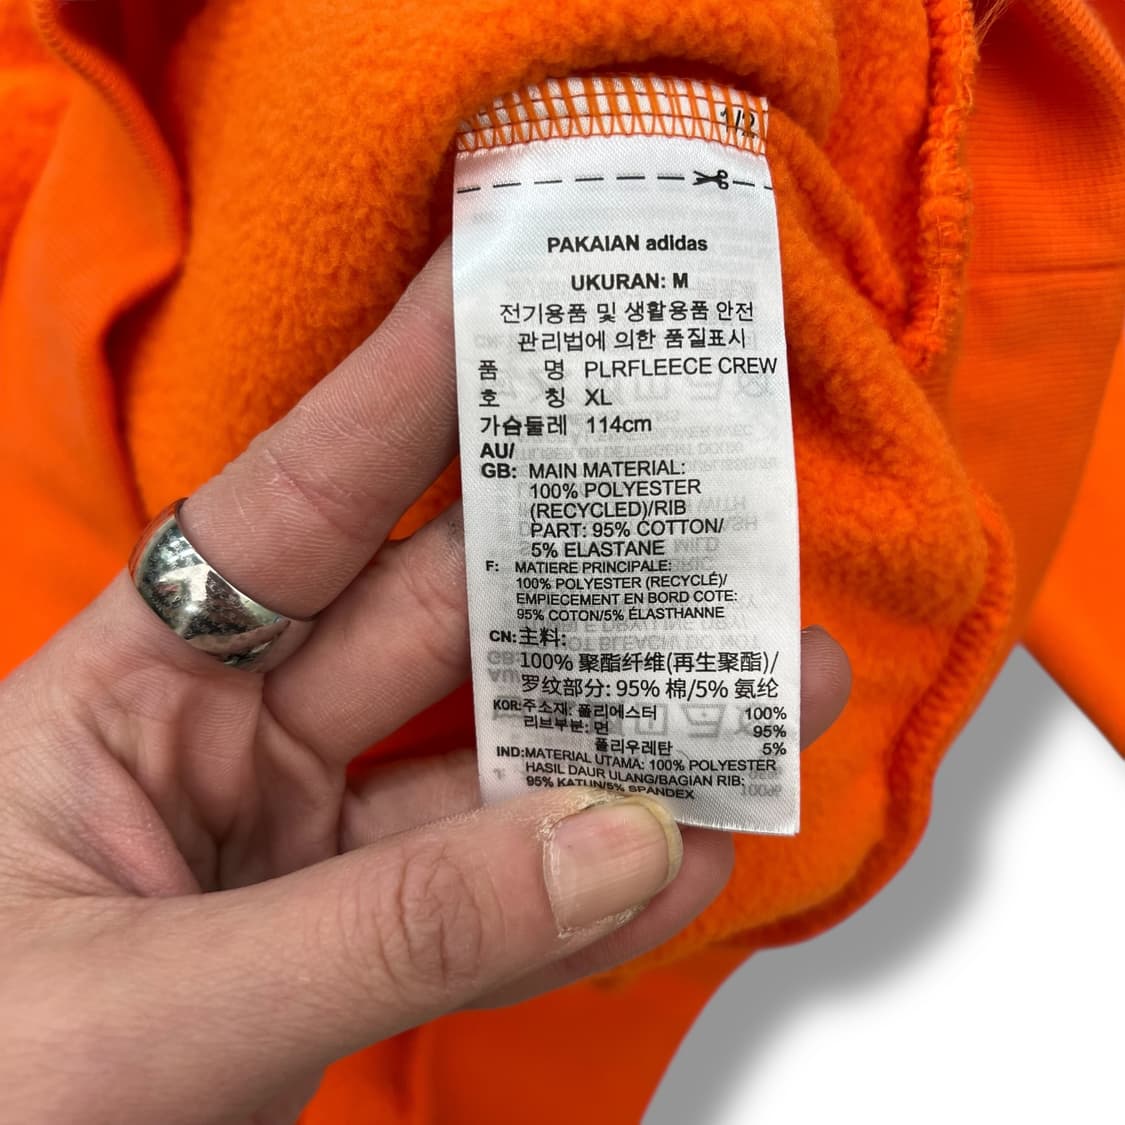 1/2
PAKAIAN adidas
UKURAN: M
전기용품 및 생활용품 안전
관리법에 의한 품질표시
품 명 PLRFLEECE CREW
호 칭 XL
가슴둘레 114cm
AU/
GB: MAIN MATERIAL:
100% POLYESTER
(RECYCLED)/RIB
PART: 95% COTTON/
5% ELASTANE
F: MATIERE PRINCIPALE:
100% POLYESTER (RECYCLÉ)/
EMPIECEMENT EN BORD COTE:
95% COTON/5% ÉLASTHANNE
CN: 主料:
100% 聚酯纤维(再生聚酯)/
罗纹部分: 95% 棉/5% 氨纶
KOR: 주소재: 폴리에스터 100%
리브부분: 면 95%
폴리우레탄 5%
IND: MATERIAL UTAMA: 100% POLYESTER
HASIL DAUR ULANG/BAGIAN RIB:
95% KATUN/5% SPANDEX